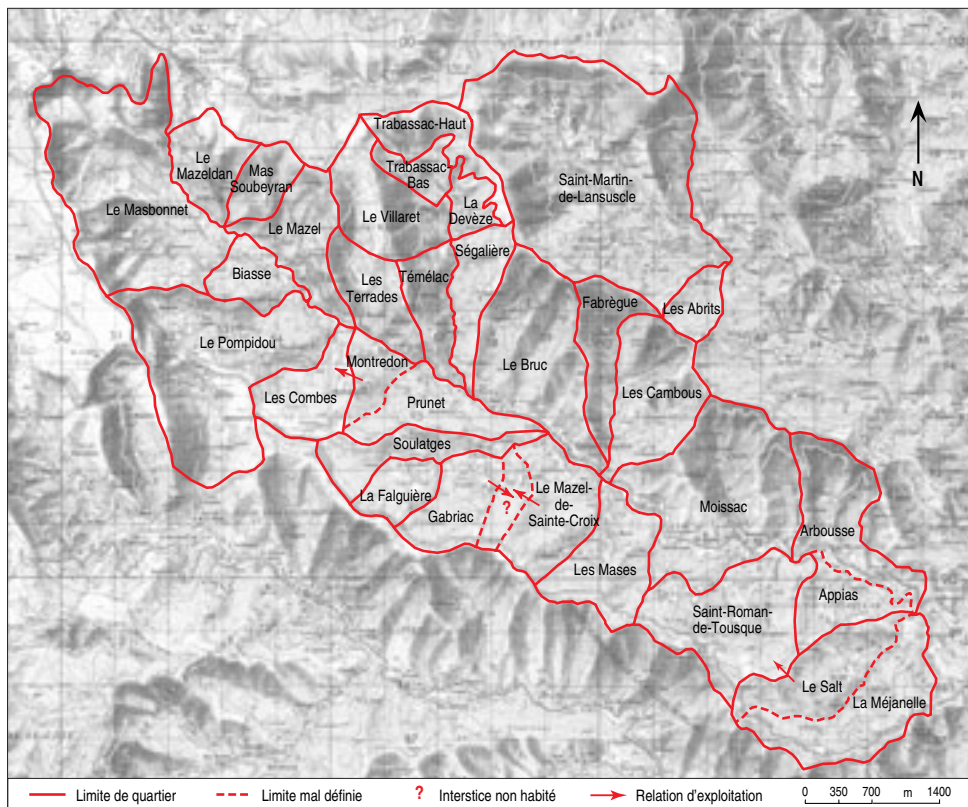 Trabassac-Haut
Le
Mazeldan
Mas
Soubeyran
Trabassac-
Bas
Saint-Martin-
de-Lansuscle
N
Le Masbonnet
Le Mazel
Le Villaret
La
Devèze
Ségalière
Biasse
Les
Terrades
Témélac
Fabrègue
Les Abrits
Le Pompidou
Montredon
Le Bruc
Les Combes
Prunet
Les Cambous
Soulatges
La Falguière
Gabriac
?
Le Mazel-
de-
Sainte-Croix
Moissac
Arbousse
Les Mases
Appias
Saint-Roman-
de-Tousque
Le Salt
La Méjanelle
Limite de quartier
Limite mal définie
? Interstice non habité
Relation d'exploitation
0 350 700 m 1400